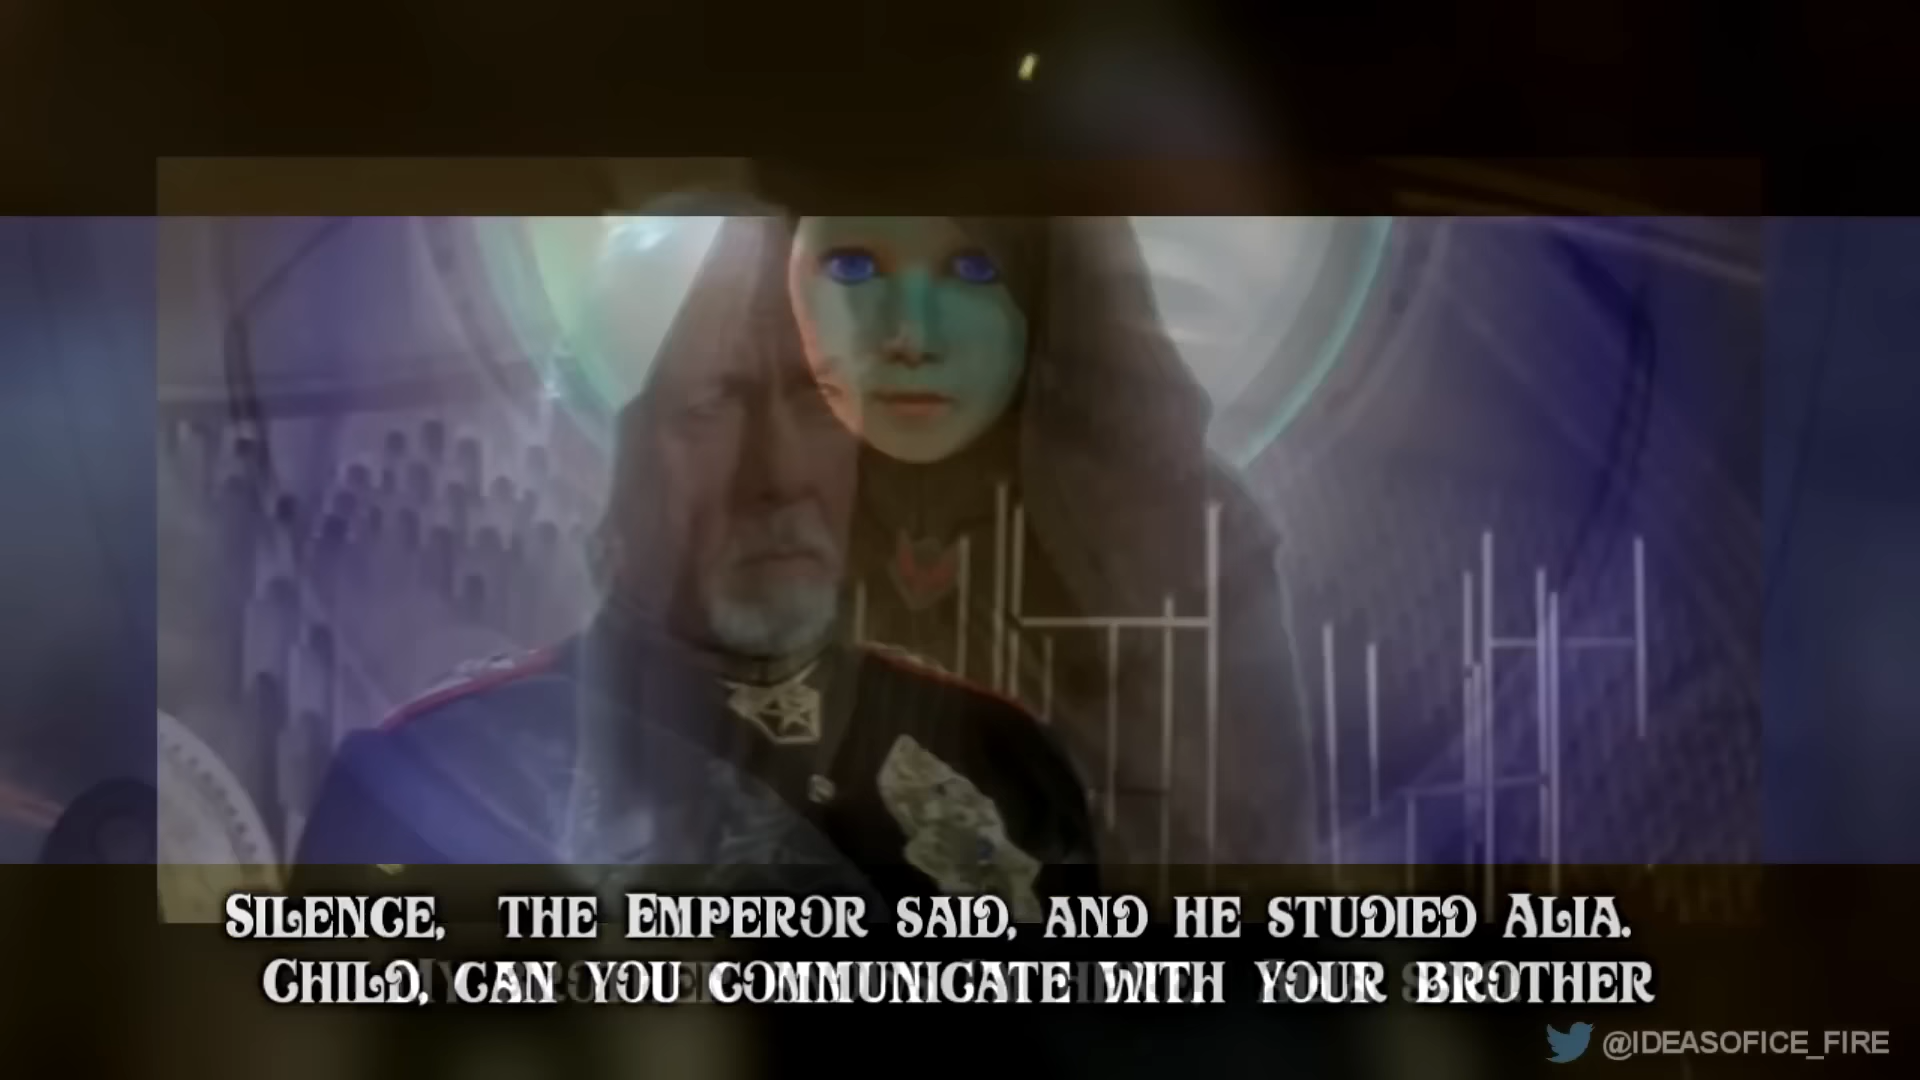 Silence, the Emperor said, and he studied Alia.
Child, can you communicate with your brother
@IDEASOFICE_FIRE